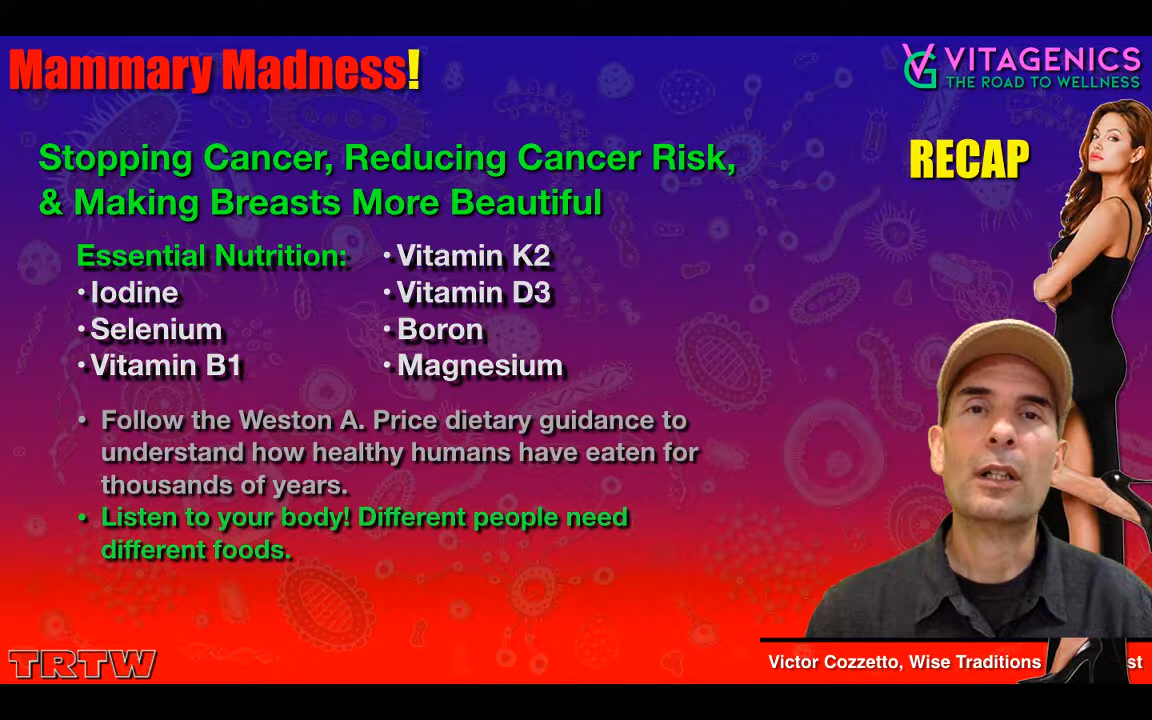 Mammary Madness!
VG VITAGENICS
THE ROAD TO WELLNESS
RECAP
Stopping Cancer, Reducing Cancer Risk,
& Making Breasts More Beautiful
Essential Nutrition:
• Iodine
• Selenium
• Vitamin B1
• Vitamin K2
• Vitamin D3
• Boron
• Magnesium
• Follow the Weston A. Price dietary guidance to
understand how healthy humans have eaten for
thousands of years.
• Listen to your body! Different people need
different foods.
TRTW
Victor Cozzetto, Wise Traditions